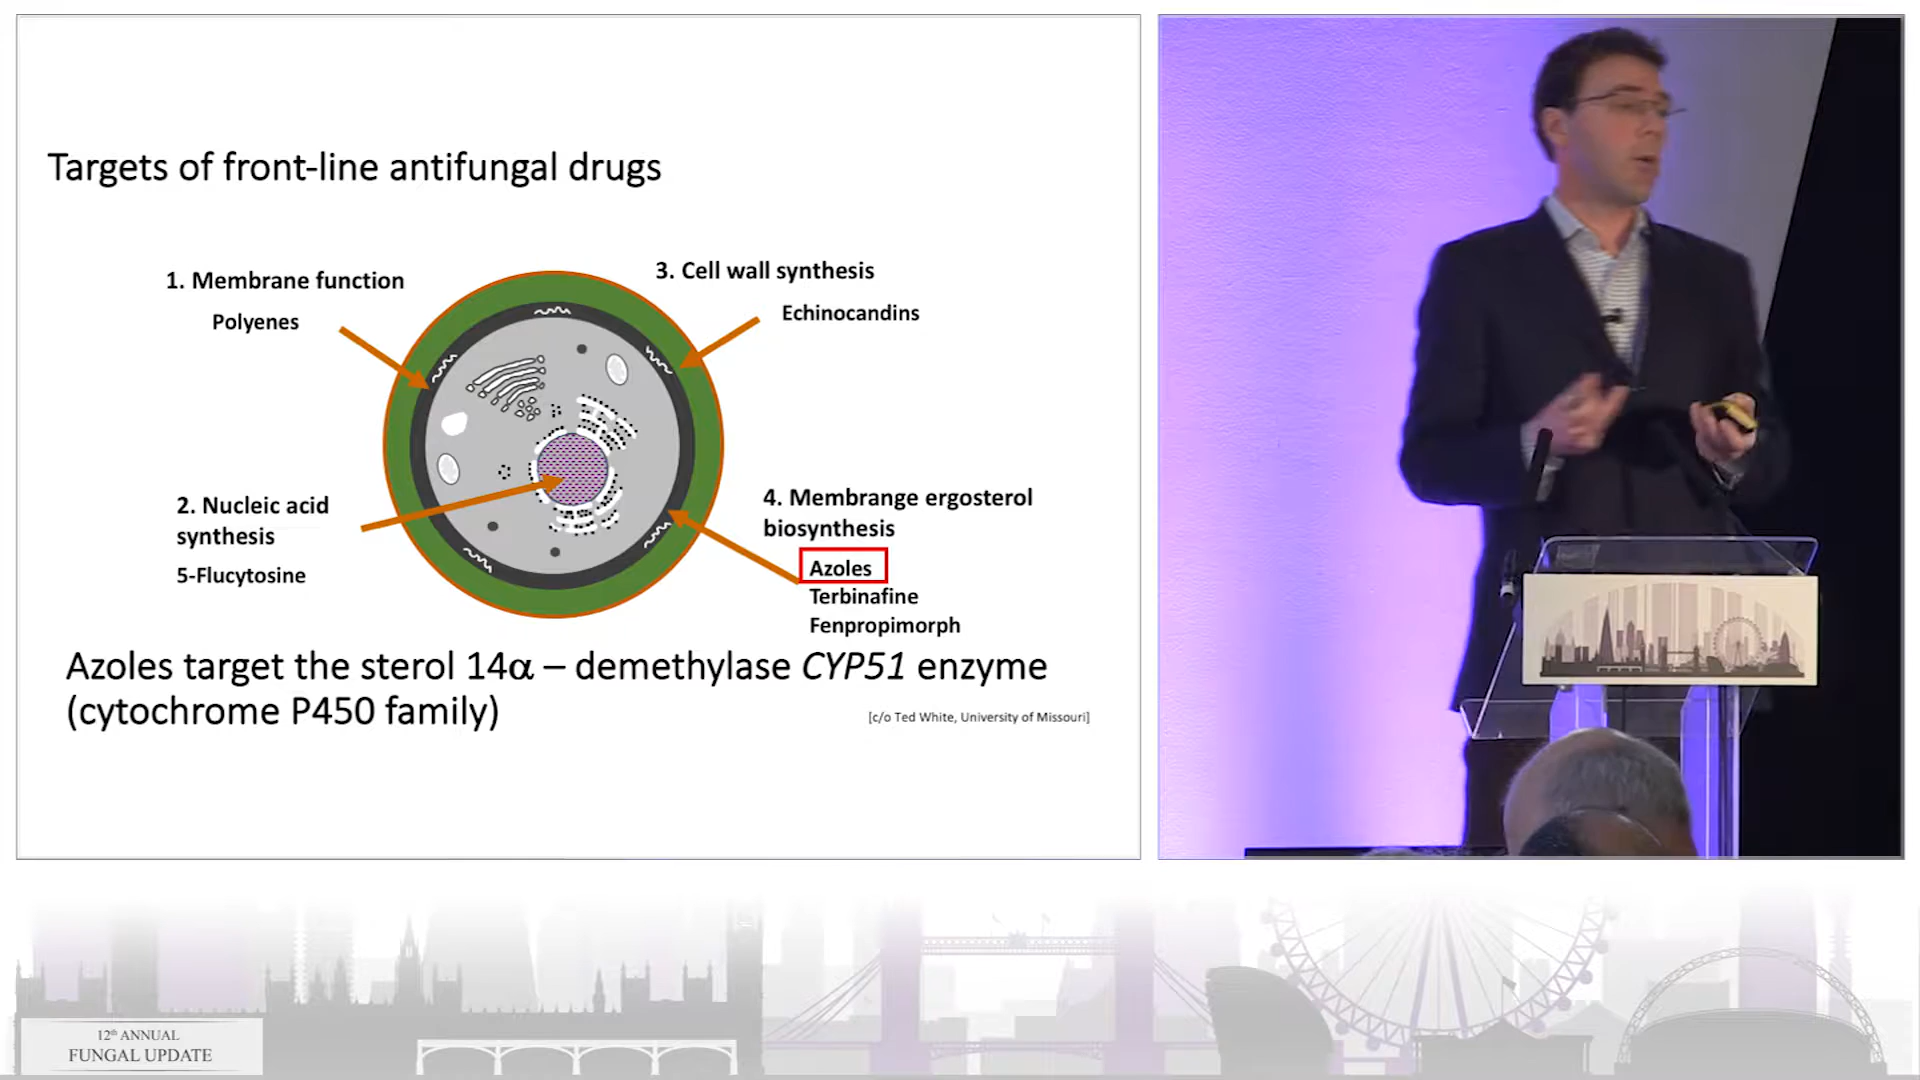 Targets of front-line antifungal drugs
1. Membrane function
Polyenes
3. Cell wall synthesis
Echinocandins
2. Nucleic acid
synthesis
5-Flucytosine
4. Membrange ergosterol
biosynthesis
Azoles
Terbinafine
Fenpropimorph
Azoles target the sterol 14α – demethylase CYP51 enzyme
(cytochrome P450 family)
[c/o Ted White, University of Missouri]
12th ANNUAL
FUNGAL UPDATE